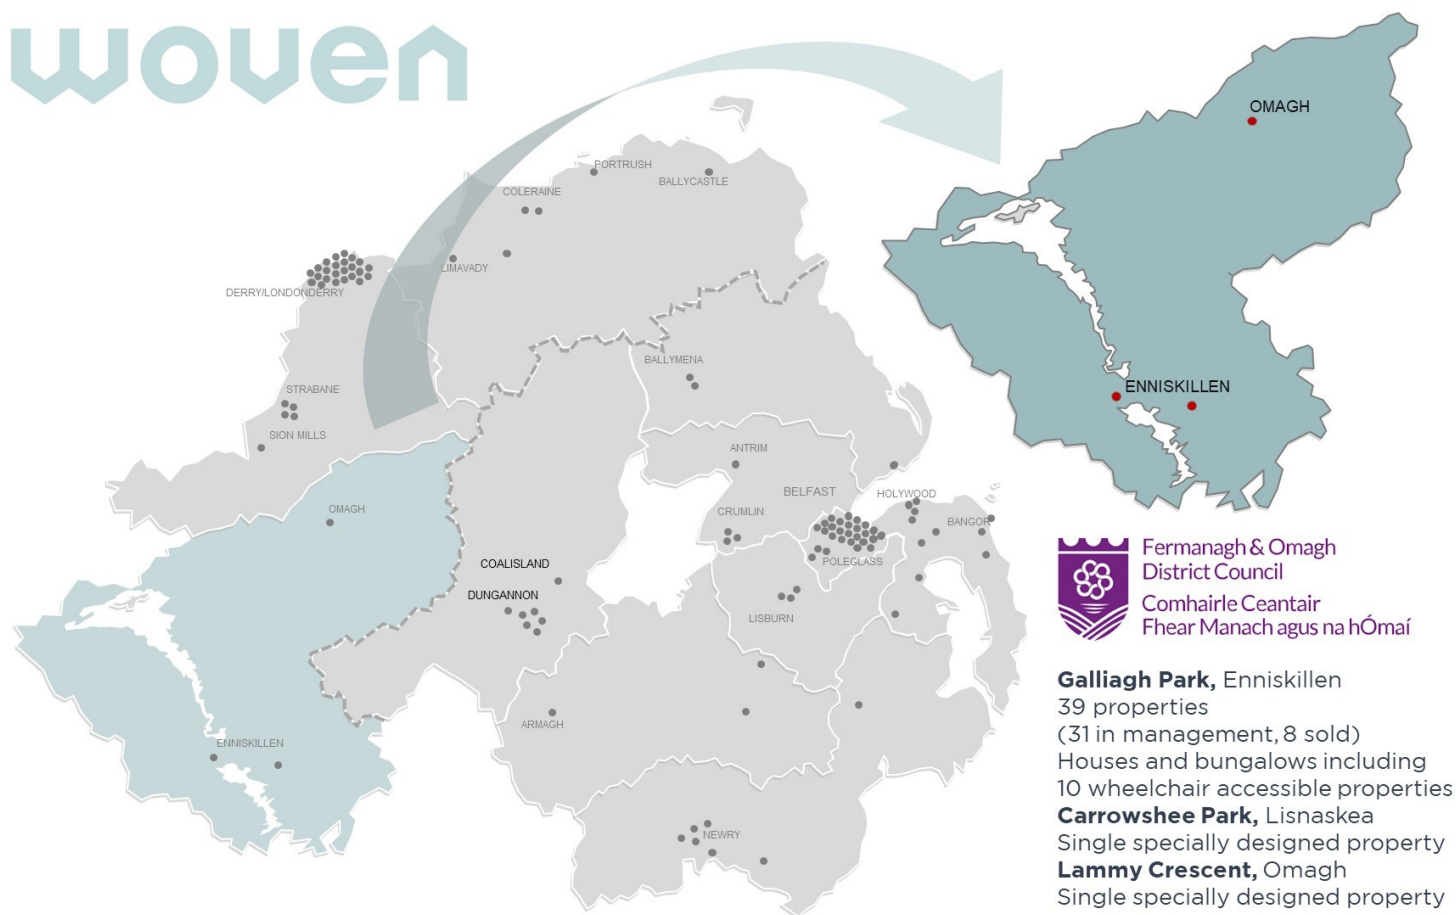 woven
PORTRUSH
BALLYCASTLE
COLERAINE
LIMAVADY
DERRY/LONDONDERRY
BALLYMENA
STRABANE
SION MILLS
ANTRIM
BELFAST
HOLYWOOD
CRUMLIN
BANGOR
OMAGH
POLEGLASS
COALISLAND
DUNGANNON
LISBURN
ARMAGH
ENNISKILLEN
NEWRY
OMAGH
ENNISKILLEN
Fermanagh & Omagh
District Council
Comhairle Ceantair
Fhear Manach agus na hÓmaí
Galliagh Park, Enniskillen
39 properties
(31 in management, 8 sold)
Houses and bungalows including
10 wheelchair accessible properties
Carrowshee Park, Lisnaskea
Single specially designed property
Lammy Crescent, Omagh
Single specially designed property